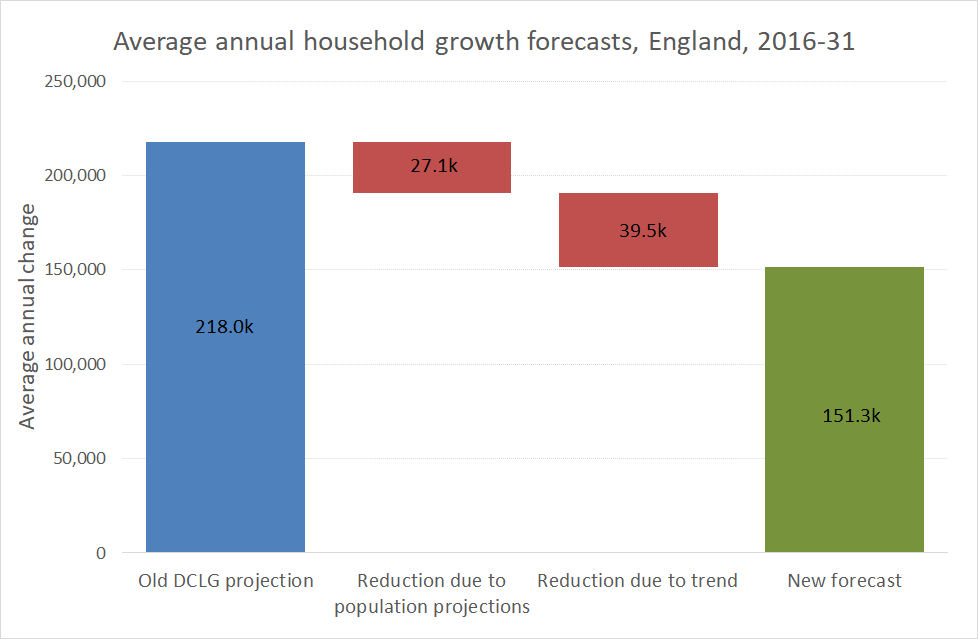 Average annual household growth forecasts, England, 2016-31
Average annual change
250,000
200,000
150,000
100,000
50,000
0
218.0k
27.1k
39.5k
151.3k
Old DCLG projection
Reduction due to
population projections
Reduction due to trend
New forecast